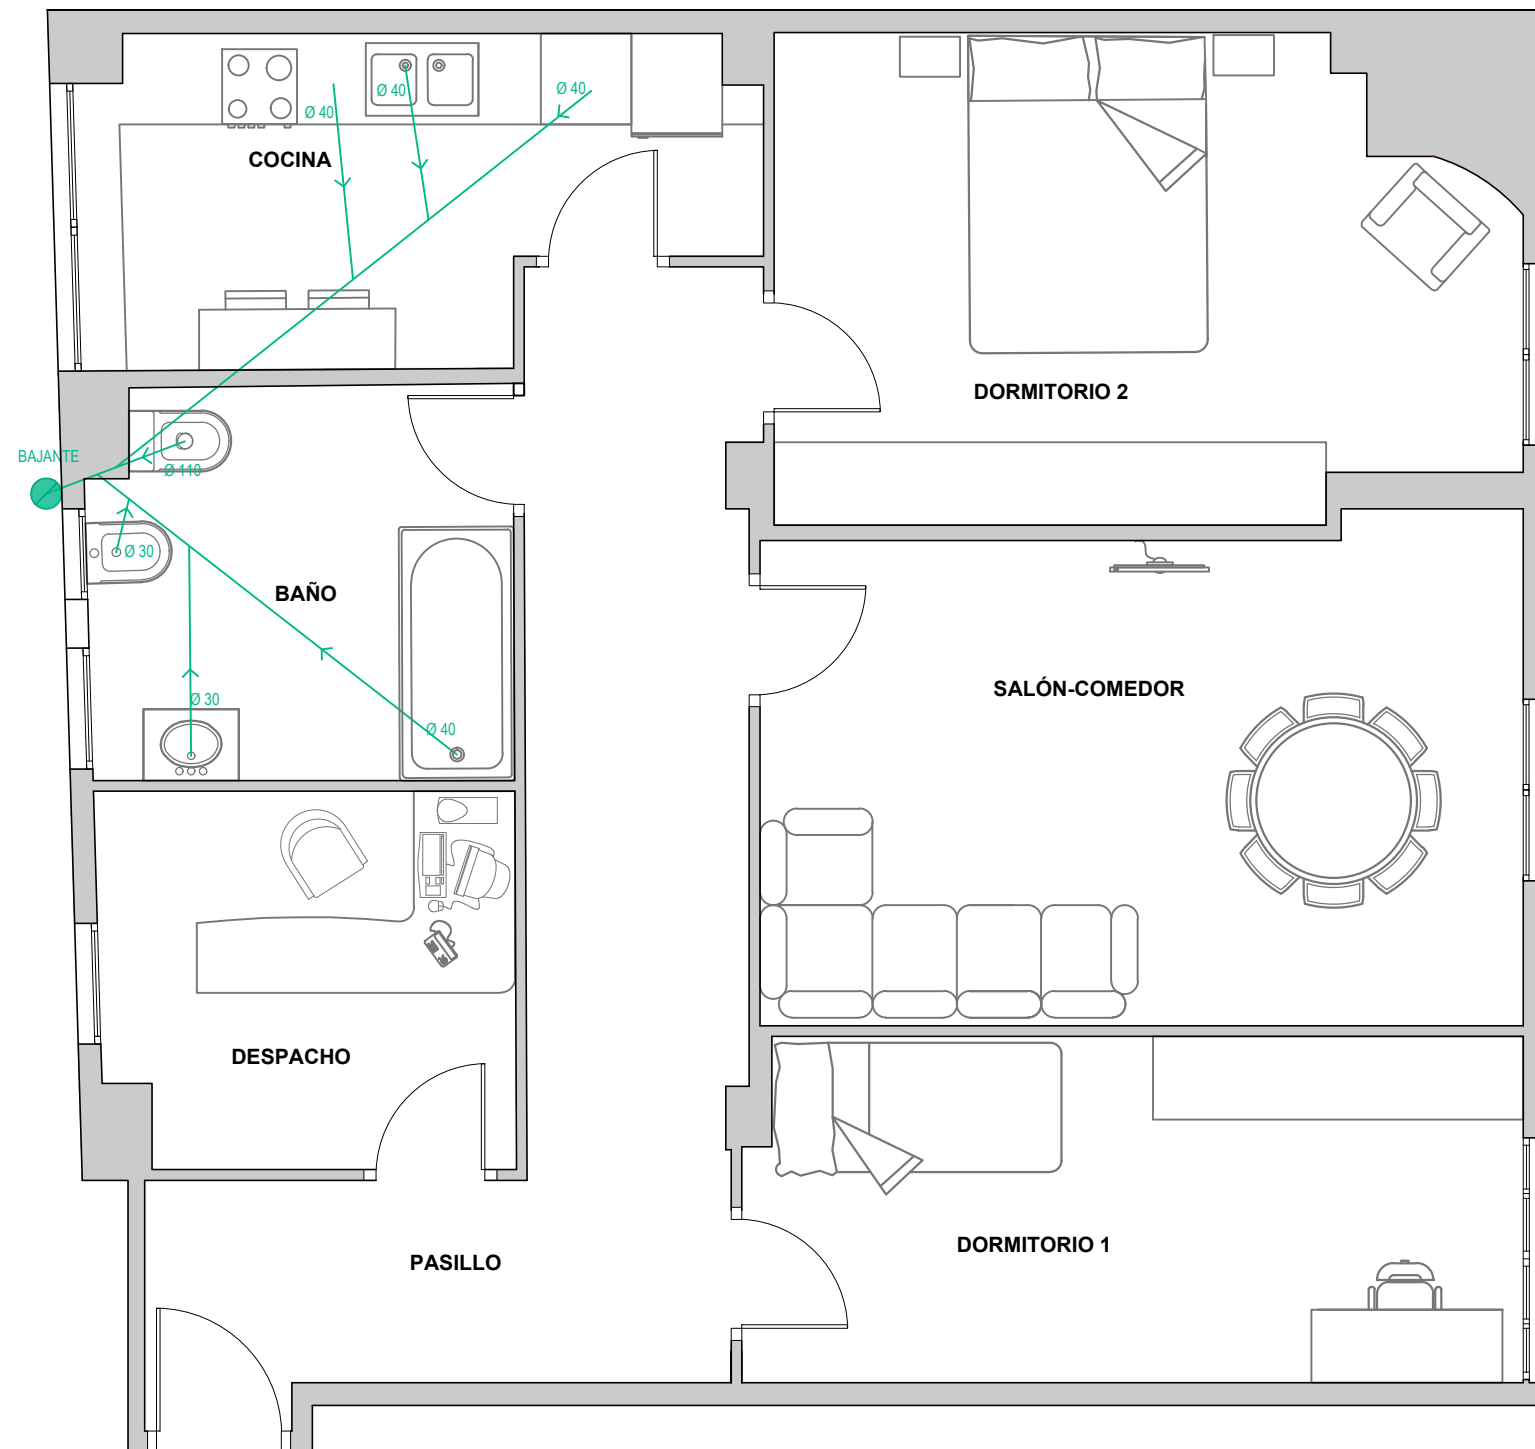 Ø 40
Ø 40
Ø 40
COCINA
DORMITORIO 2
BAJANTE
Ø 110
Ø 30
BAÑO
SALÓN-COMEDOR
Ø 30
Ø 40
DESPACHO
DORMITORIO 1
PASILLO